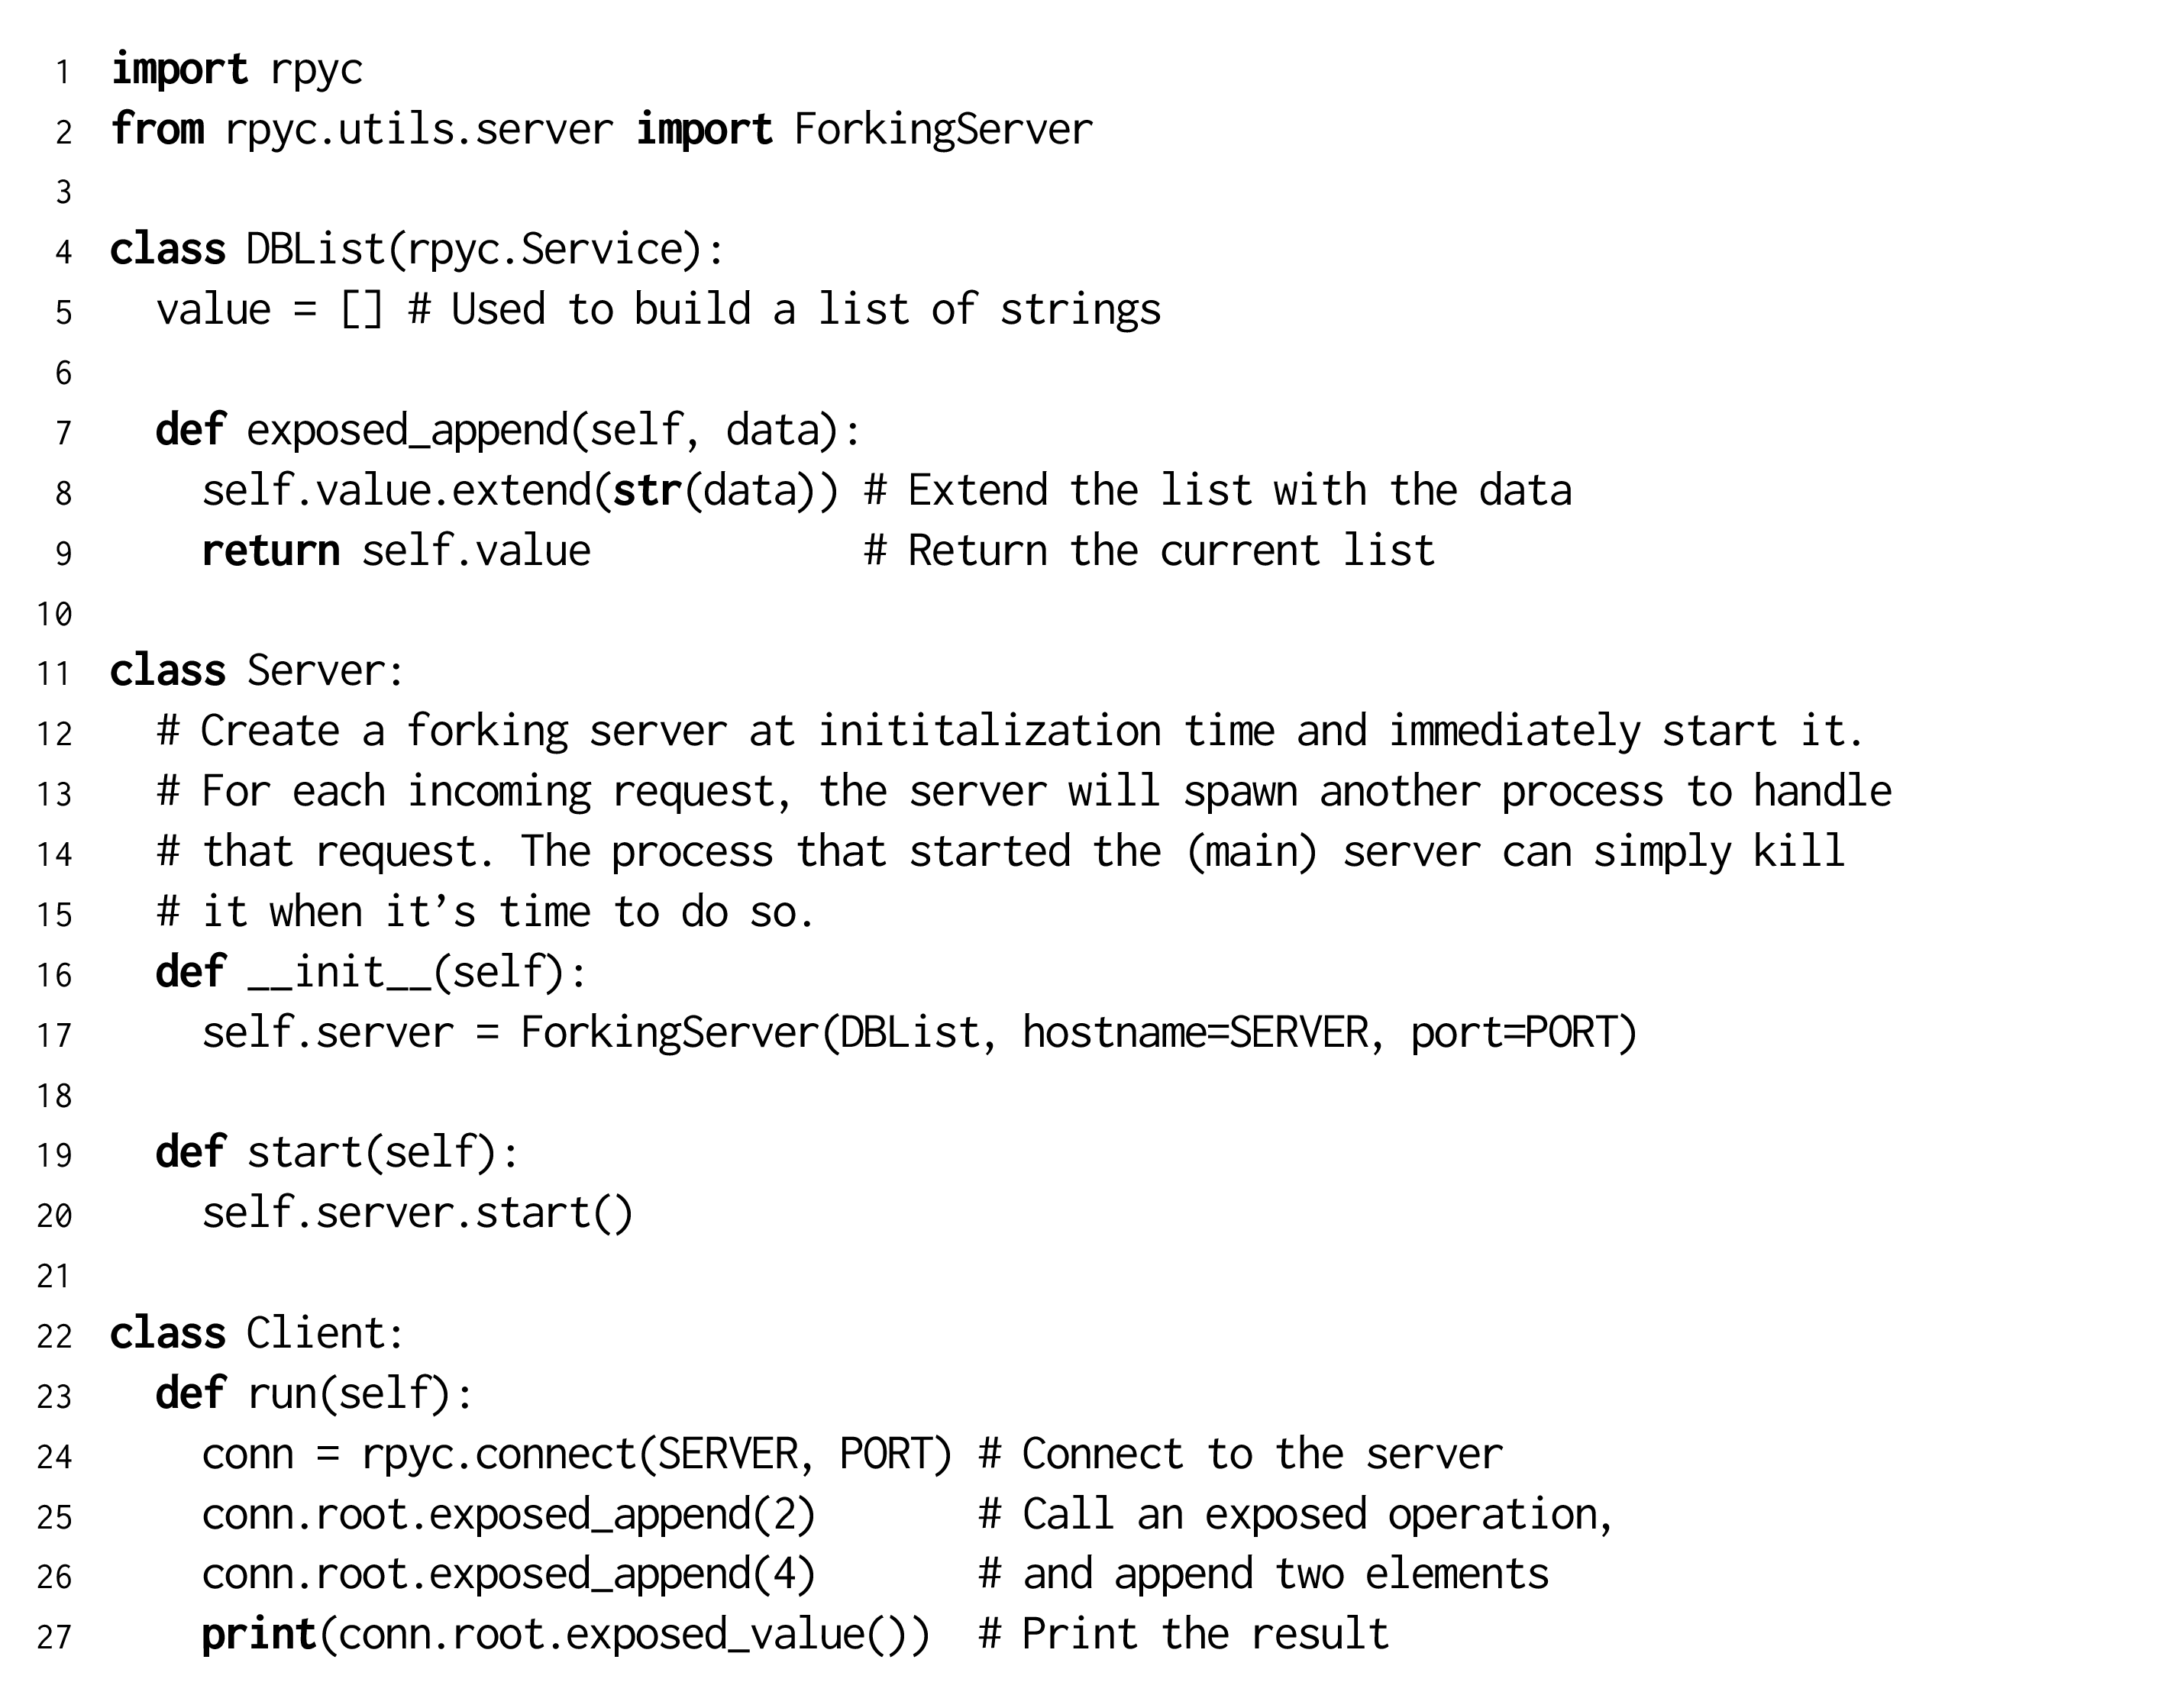 1 import rpyc
2 from rpyc.utils.server import ForkingServer
3
4 class DBList(rpyc.Service):
5   value = [] # Used to build a list of strings
6
7   def exposed_append(self, data):
8     self.value.extend(str(data)) # Extend the list with the data
9     return self.value            # Return the current list
10
11 class Server:
12   # Create a forking server at inititalization time and immediately start it.
13   # For each incoming request, the server will spawn another process to handle
14   # that request. The process that started the (main) server can simply kill
15   # it when it’s time to do so.
16   def __init__(self):
17     self.server = ForkingServer(DBList, hostname=SERVER, port=PORT)
18
19   def start(self):
20     self.server.start()
21
22 class Client:
23   def run(self):
24     conn = rpyc.connect(SERVER, PORT) # Connect to the server
25     conn.root.exposed_append(2)       # Call an exposed operation,
26     conn.root.exposed_append(4)       # and append two elements
27     print(conn.root.exposed_value())  # Print the result